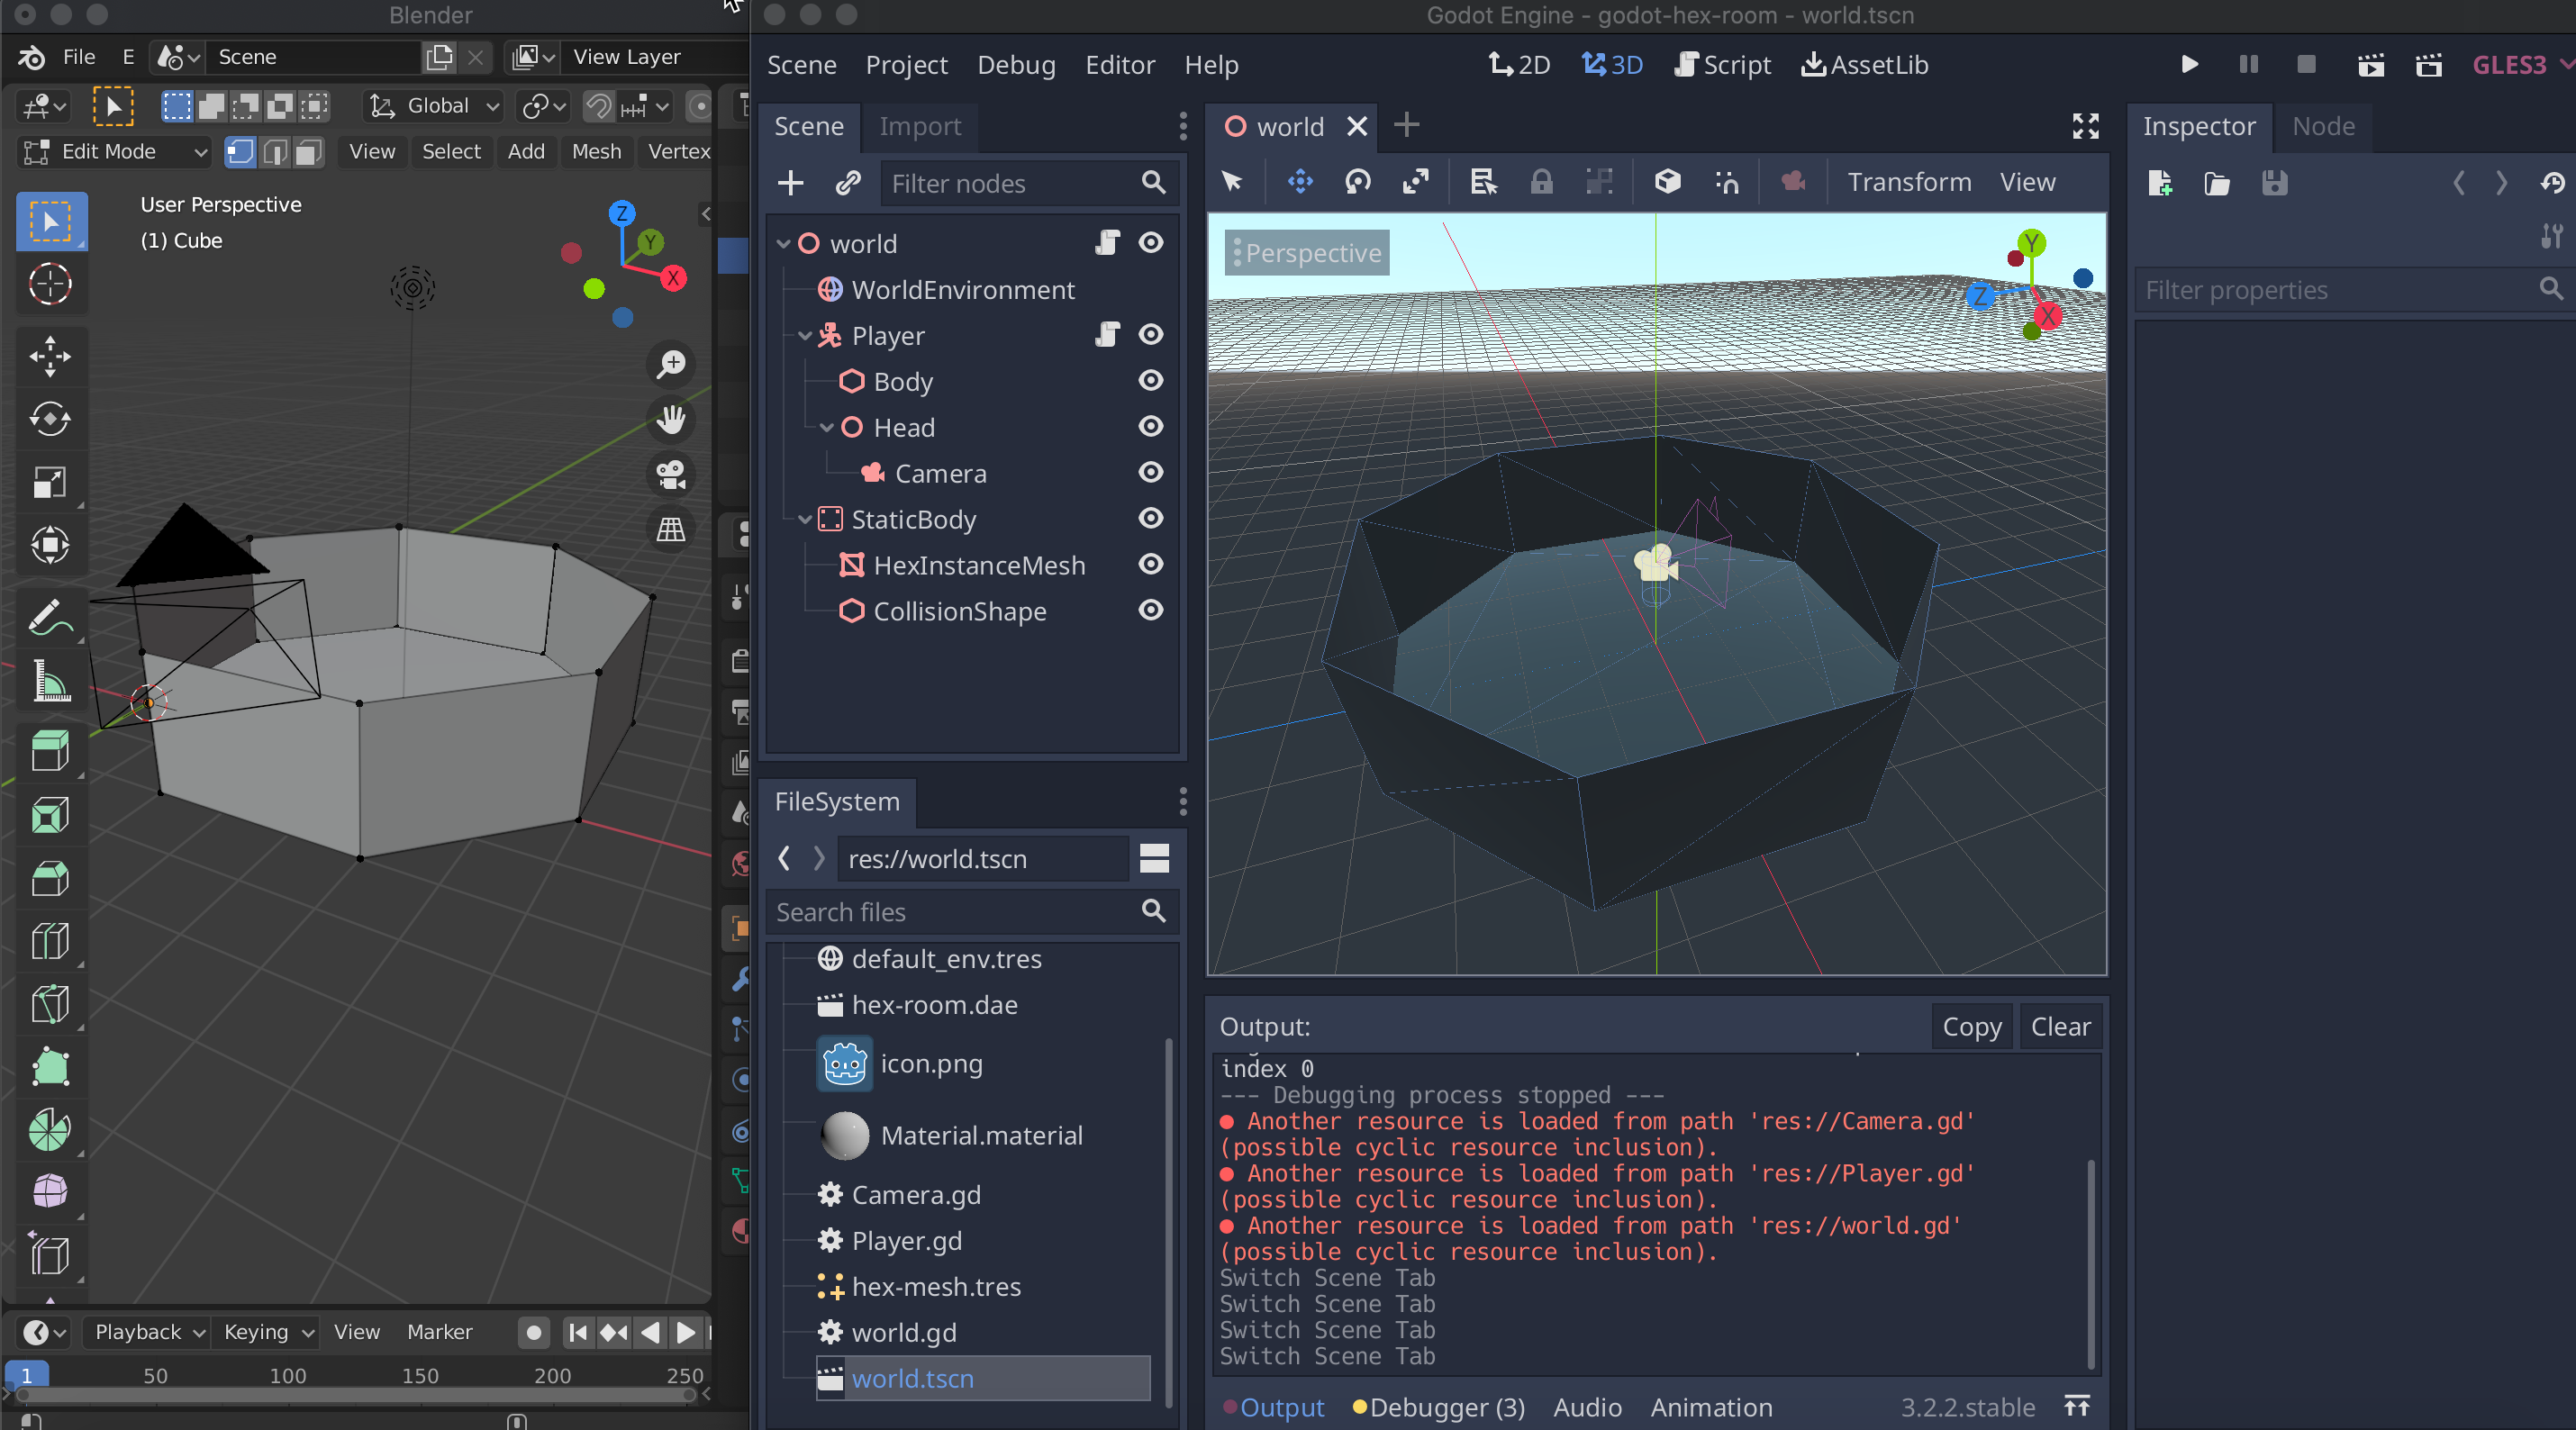 Blender
File E Scene View Layer
Global
Edit Mode View Select Add Mesh Vertex
User Perspective
(1) Cube
Z
Y
X
Playback Keying View Marker
1 50 100 150 200 250
Godot Engine - godot-hex-room - world.tscn
Scene Project Debug Editor Help 2D 3D Script AssetLib GLES3
Scene Import
Filter nodes
world
WorldEnvironment
Player
Body
Head
Camera
StaticBody
HexInstanceMesh
CollisionShape
FileSystem
res://world.tscn
Search files
default_env.tres
hex-room.dae
icon.png
Material.material
Camera.gd
Player.gd
hex-mesh.tres
world.gd
world.tscn
world
Transform View
Perspective
Y
Z
X
Output: Copy Clear
index 0
--- Debugging process stopped ---
Another resource is loaded from path 'res://Camera.gd'
(possible cyclic resource inclusion).
Another resource is loaded from path 'res://Player.gd'
(possible cyclic resource inclusion).
Another resource is loaded from path 'res://world.gd'
(possible cyclic resource inclusion).
Switch Scene Tab
Switch Scene Tab
Switch Scene Tab
Switch Scene Tab
Output Debugger (3) Audio Animation 3.2.2.stable
Inspector Node
Filter properties